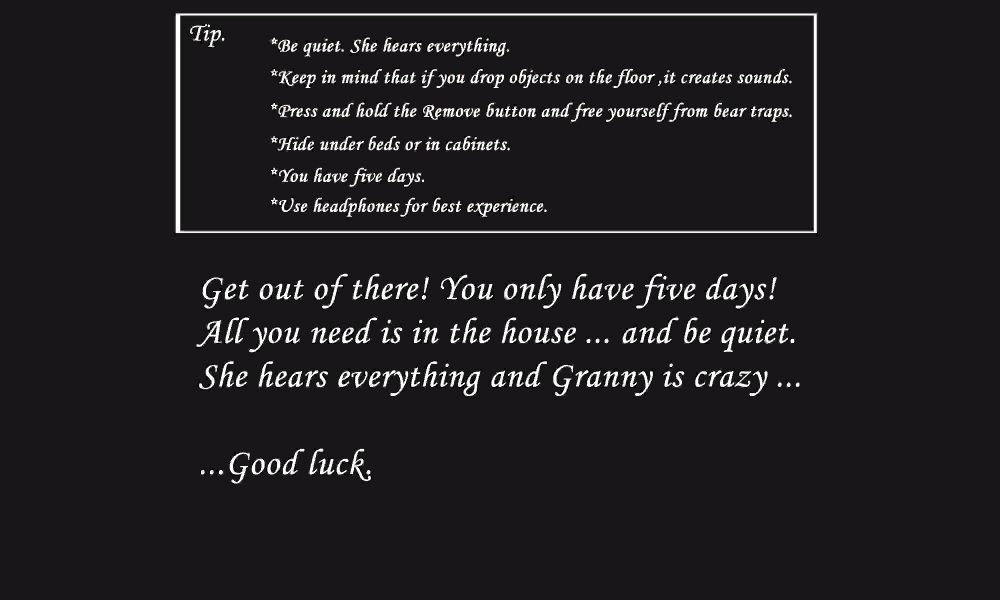 Tip.
*Be quiet. She hears everything.
*Keep in mind that if you drop objects on the floor ,it creates sounds.
*Press and hold the Remove button and free yourself from bear traps.
*Hide under beds or in cabinets.
*You have five days.
*Use headphones for best experience.
Get out of there! You only have five days!
All you need is in the house ... and be quiet.
She hears everything and Granny is crazy ...
...Good luck.